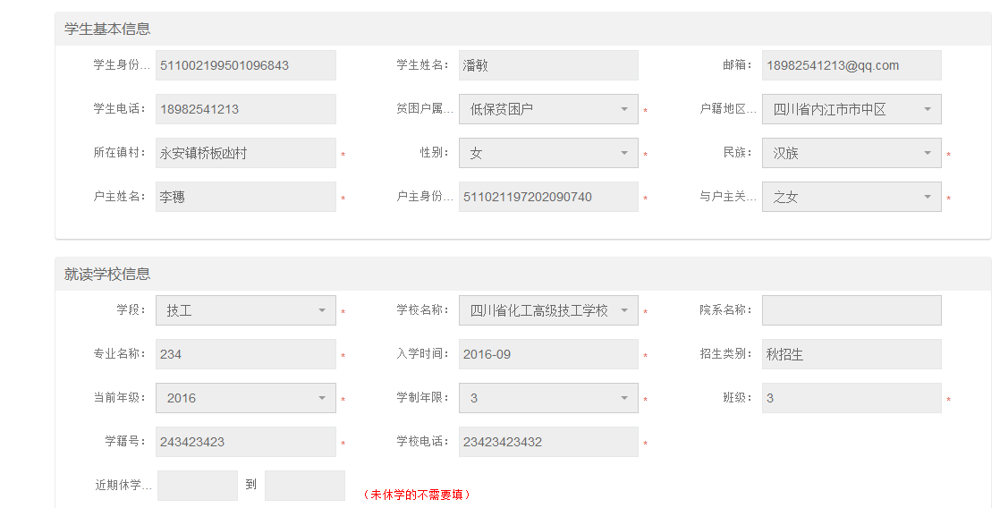 学生基本信息
学生身份... 511002199501096843 学生姓名： 潘敏 邮箱： 18982541213@qq.com
学生电话： 18982541213 贫困户属... 低保贫困户 * 户籍地区... 四川省内江市市中区
所在镇村： 永安镇桥板凼村 * 性别： 女 * 民族： 汉族 *
户主姓名： 李穗 * 户主身份... 511021197202090740 * 与户主关... 之女 *
就读学校信息
学段： 技工 * 学校名称： 四川省化工高级技工学校 * 院系名称：
专业名称： 234 * 入学时间： 2016-09 * 招生类别： 秋招生
当前年级： 2016 * 学制年限： 3 * 班级： 3 *
学籍号： 243423423 * 学校电话： 23423423432 *
近期休学... 到 （未休学的不需要填）